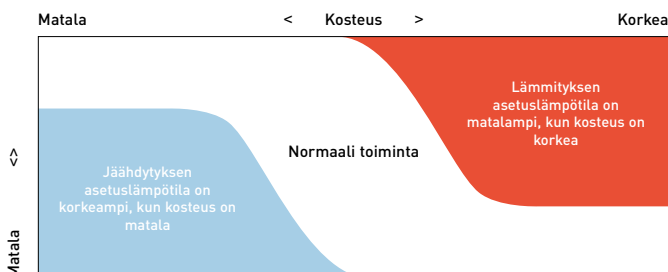 Matala < Kosteus > Korkea
Lämmityksen
asetuslämpötila on
matalampi, kun kosteus on
korkea
Normaali toiminta
Jäähdytyksen
asetuslämpötila on
korkeampi, kun kosteus on
matala
<>
Matala